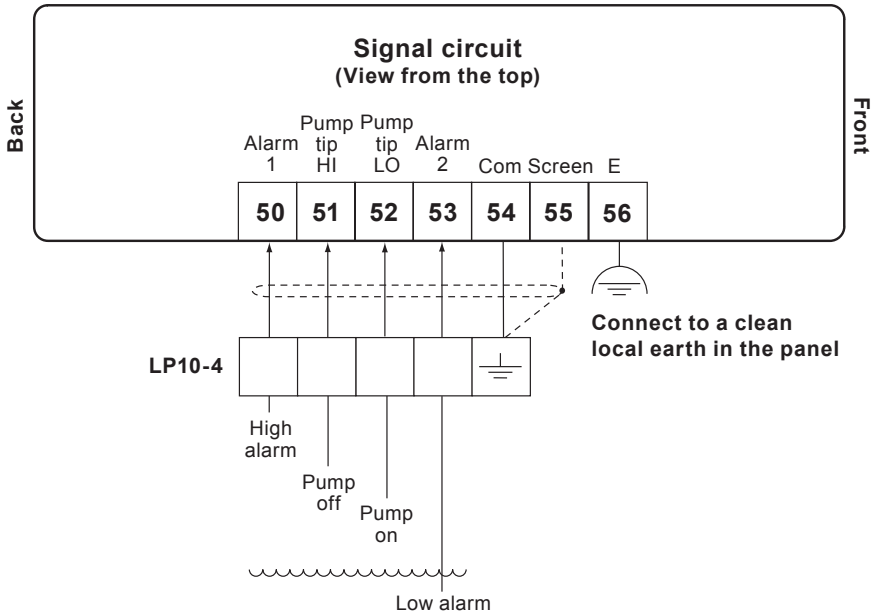 Signal circuit
(View from the top)
Back
Front
Alarm
1
Pump
tip
HI
Pump
tip
LO
Alarm
2
Com
Screen
E
50
51
52
53
54
55
56
Connect to a clean
local earth in the panel
LP10-4
High
alarm
Pump
off
Pump
on
Low alarm